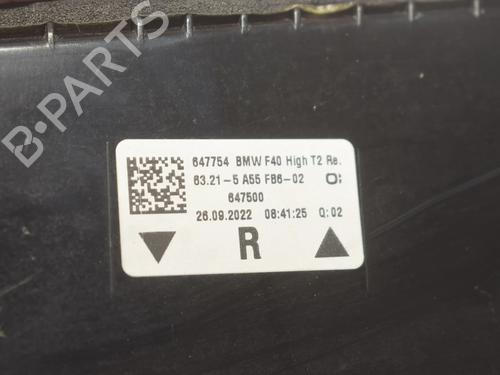 647754 BMW F40 High T2 Re.
63.21-5 A55 FB6-02 O:
647500
26.09.2022 08:41:25 Q:02
R
B-PARTS